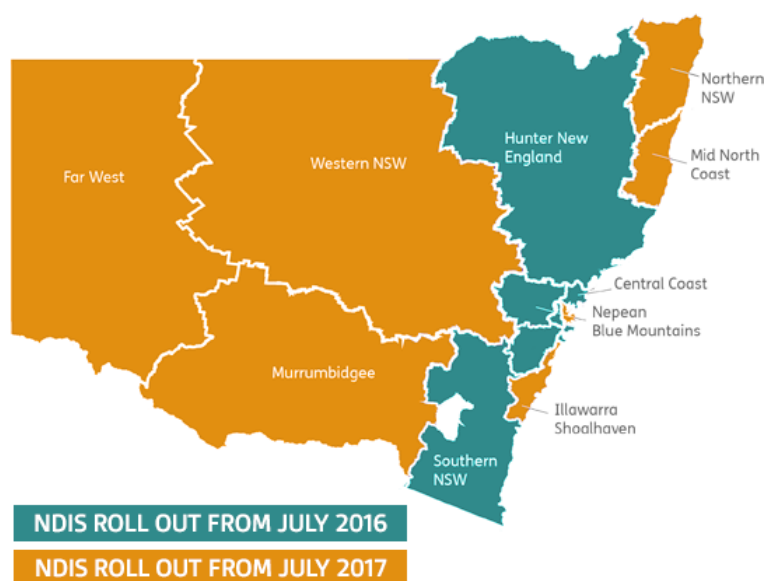 Northern
NSW
Hunter New
England
Mid North
Coast
Far West
Western NSW
Central Coast
Nepean
Blue Mountains
Murrumbidgee
Illawarra
Shoalhaven
Southern
NSW
NDIS ROLL OUT FROM JULY 2016
NDIS ROLL OUT FROM JULY 2017